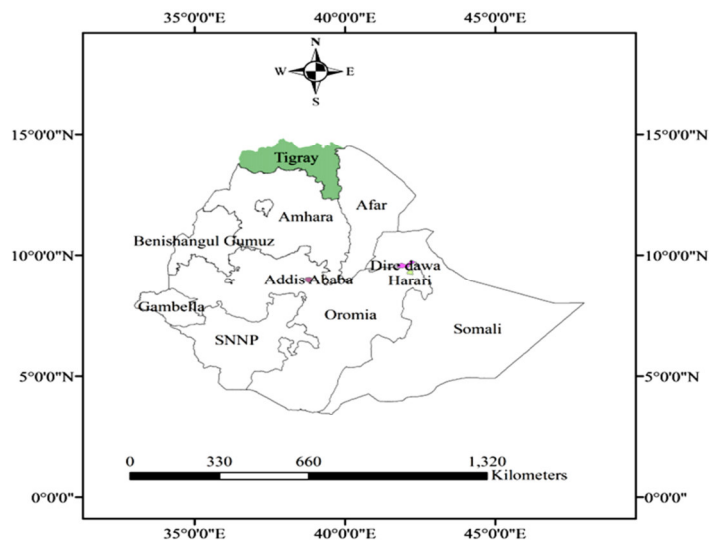 35°0'0"E 40°0'0"E 45°0'0"E
N
W E
S
15°0'0"N 15°0'0"N
Tigray
Afar
Amhara
Benishangul Gumuz
10°0'0"N 10°0'0"N
Dire dawa
Addis Ababa Harari
Gambella
Oromia
Somali
SNNP
5°0'0"N 5°0'0"N
0 330 660 1,320
Kilometers
0°0'0" 0°0'0"
35°0'0"E 40°0'0"E 45°0'0"E